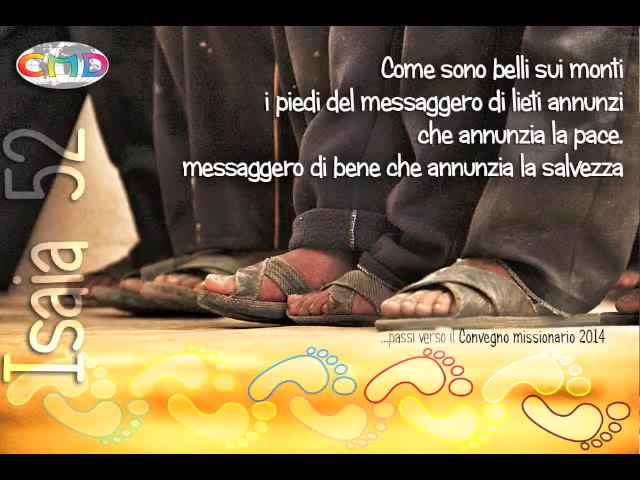 CMD
Come sono belli sui monti
i piedi del messaggero di lieti annunzi
che annunzia la pace.
messaggero di bene che annunzia la salvezza
Isaia 52
...passi verso il Convegno missionario 2014